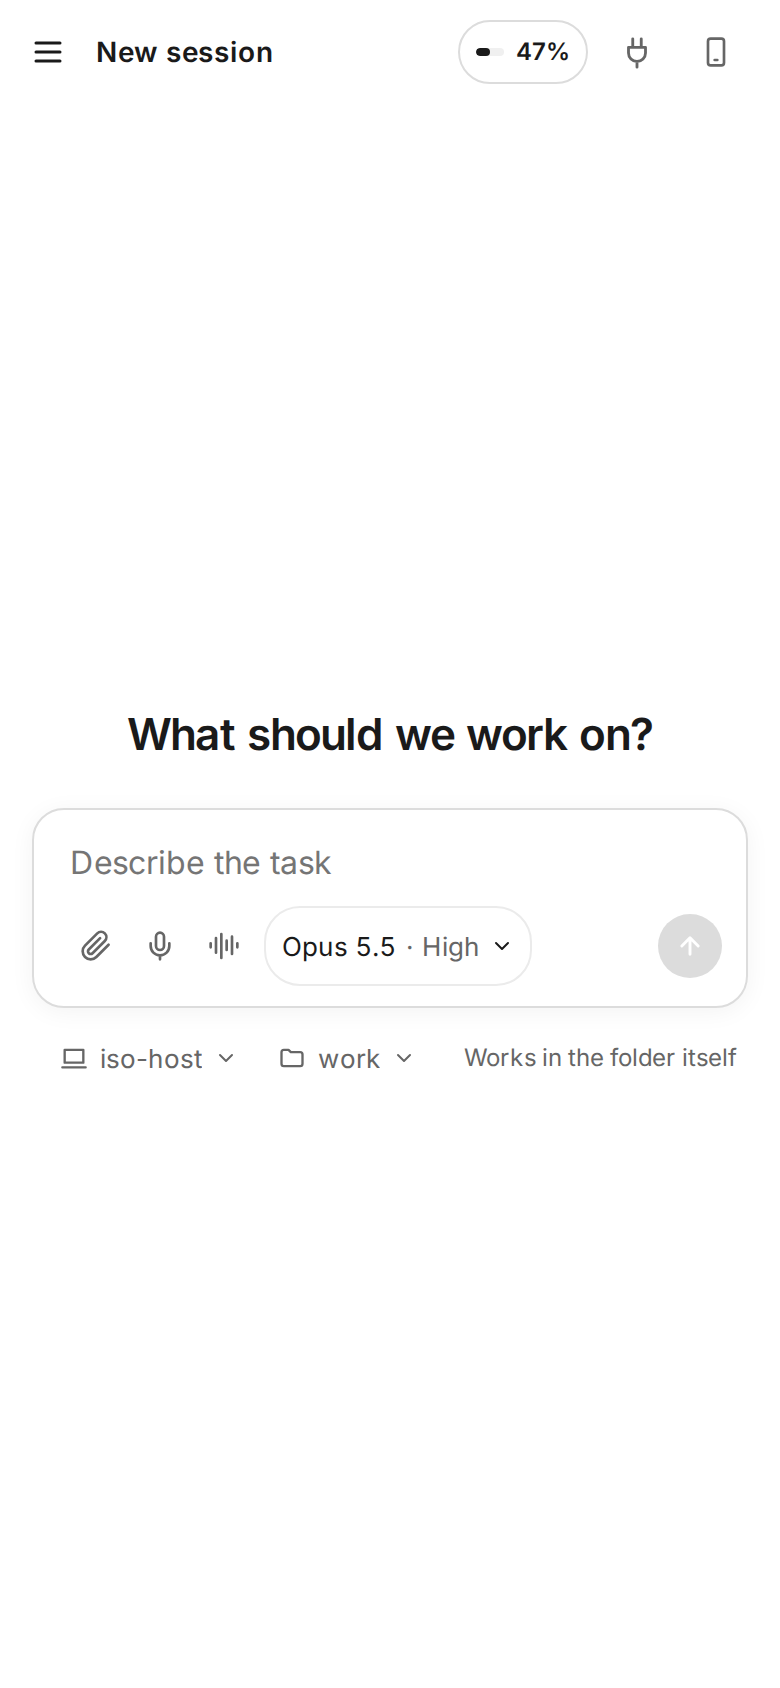 New session
47%
What should we work on?
Describe the task
Opus 5.5 · High
iso-host
work
Works in the folder itself